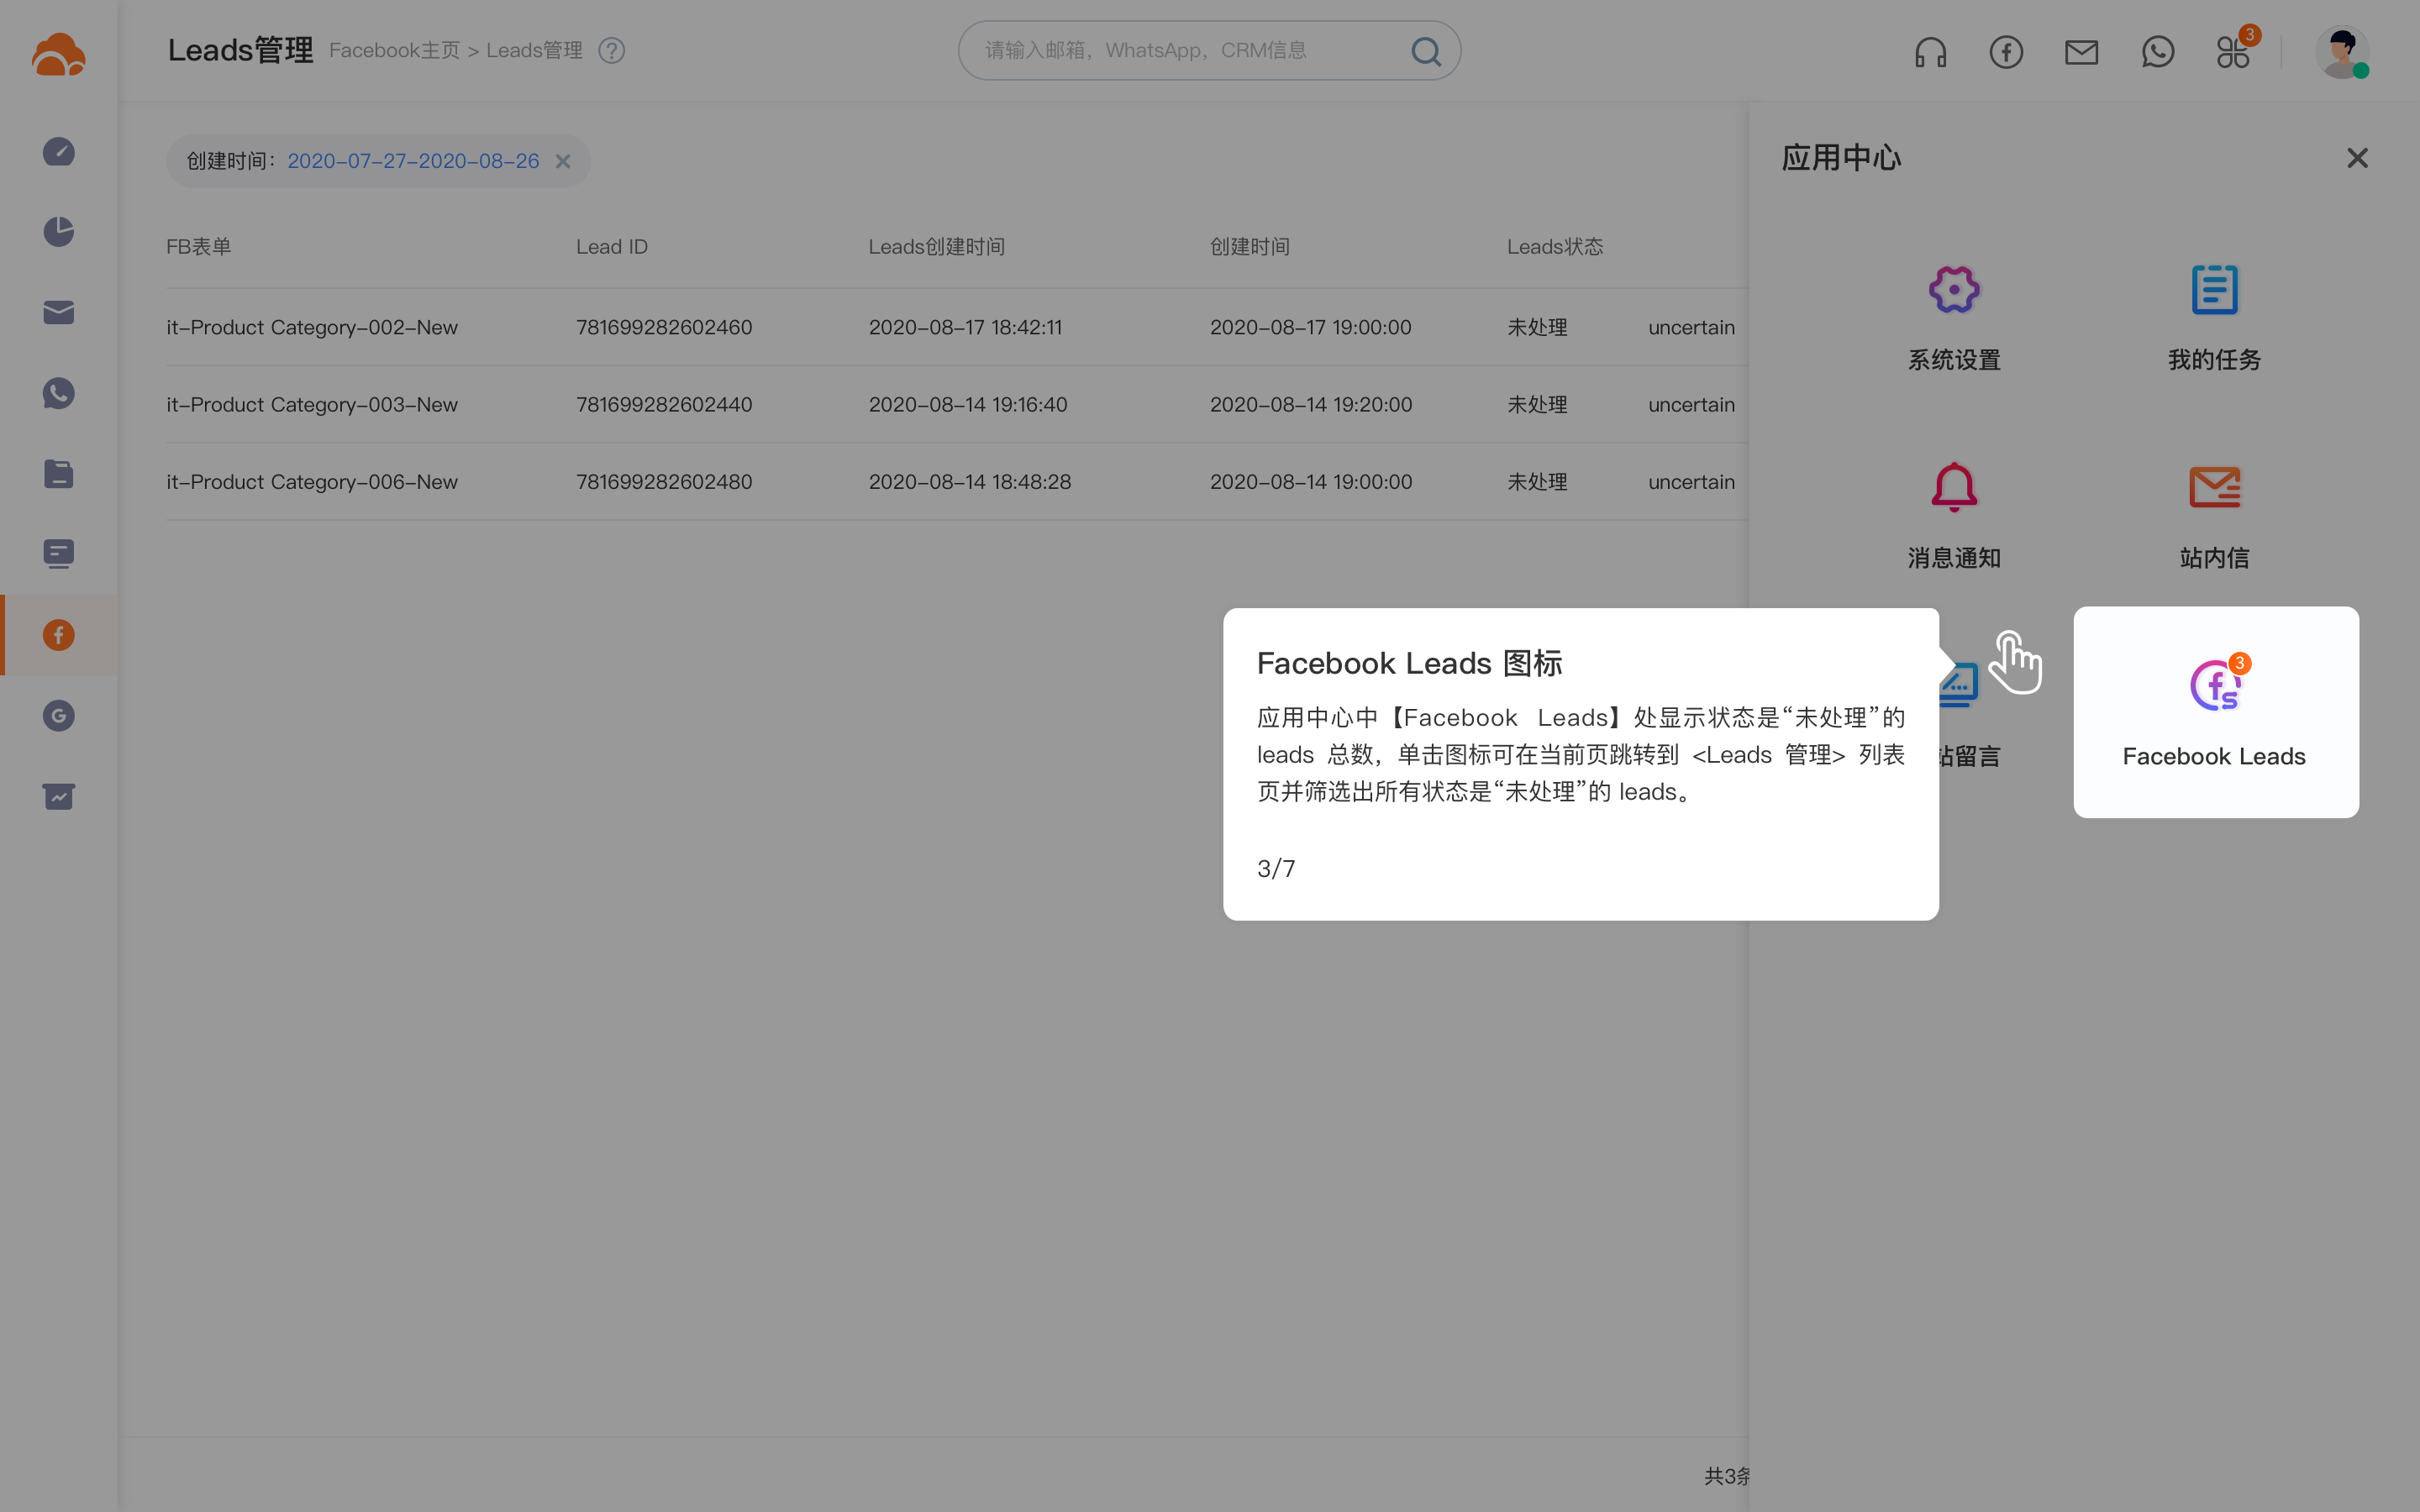 Leads管理 Facebook主页 > Leads管理 ?
请输入邮箱，WhatsApp，CRM信息
3
创建时间： 2020-07-27-2020-08-26
FB表单 Lead ID Leads创建时间 创建时间 Leads状态
it-Product Category-002-New 781699282602460 2020-08-17 18:42:11 2020-08-17 19:00:00 未处理 uncertain
it-Product Category-003-New 781699282602440 2020-08-14 19:16:40 2020-08-14 19:20:00 未处理 uncertain
it-Product Category-006-New 781699282602480 2020-08-14 18:48:28 2020-08-14 19:00:00 未处理 uncertain
共3条
应用中心
系统设置 我的任务
消息通知 站内信
站留言
3
Facebook Leads
Facebook Leads 图标
应用中心中【Facebook Leads】处显示状态是“未处理”的
leads 总数，单击图标可在当前页跳转到 <Leads 管理> 列表
页并筛选出所有状态是“未处理”的 leads。
3/7